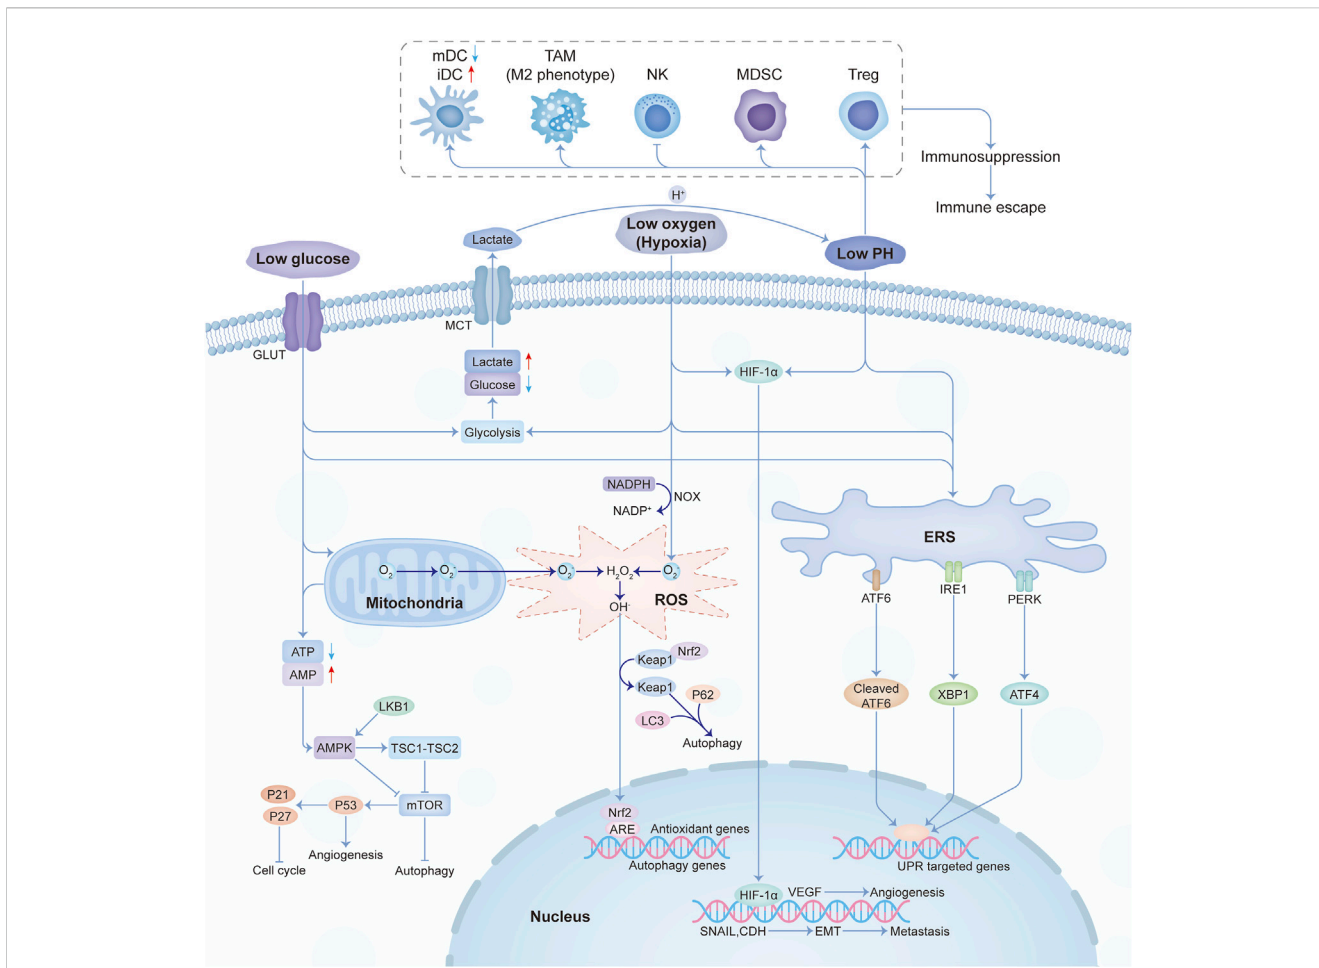 mDC
iDC
TAM
(M2 phenotype)
NK
MDSC
Treg
Immunosuppression
Immune escape
H⁺
Low oxygen
(Hypoxia)
Lactate
Low PH
Low glucose
MCT
GLUT
Lactate
Glucose
HIF-1α
Glycolysis
NADPH
NOX
NADP⁺
ERS
O₂
O₂⁻
Mitochondria
O₂⁻
H₂O₂
O₂⁻
OH⁻
ROS
ATF6
IRE1
PERK
ATP
AMP
Keap1
Nrf2
Keap1
P62
LC3
Autophagy
Cleaved
ATF6
XBP1
ATF4
LKB1
AMPK
TSC1-TSC2
P21
P27
P53
mTOR
Cell cycle
Angiogenesis
Autophagy
Nrf2
ARE
Antioxidant genes
Autophagy genes
UPR targeted genes
HIF-1α
VEGF
Angiogenesis
Nucleus
SNAIL,CDH
EMT
Metastasis